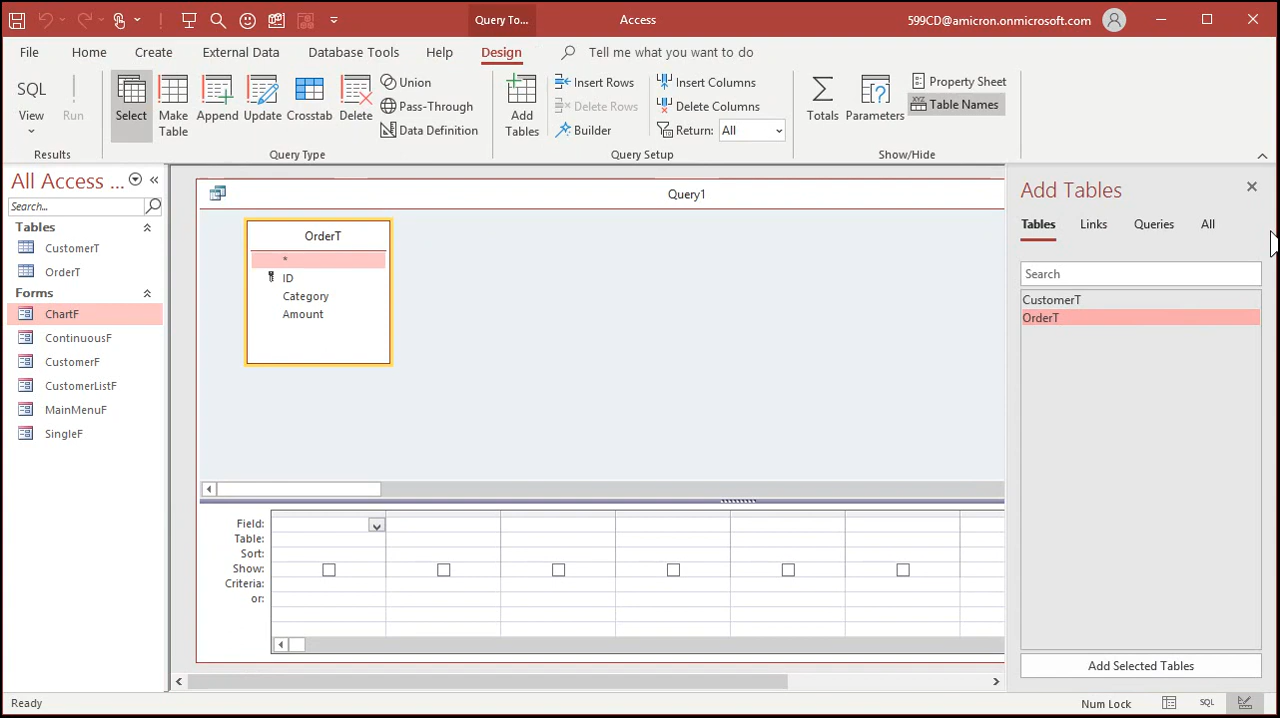 Query To...
Access
599CD@amicron.onmicrosoft.com
File
Home
Create
External Data
Database Tools
Help
Design
Tell me what you want to do
SQL
View
Run
Select
Make
Table
Append
Update
Crosstab
Delete
Union
Pass-Through
Data Definition
Add
Tables
Insert Rows
Delete Rows
Builder
Insert Columns
Delete Columns
Return:
All
Totals
Parameters
Property Sheet
XYZ
Table Names
Results
Query Type
Query Setup
Show/Hide
All Access ...
Search...
Tables
CustomerT
OrderT
Forms
ChartF
ContinuousF
CustomerF
CustomerListF
MainMenuF
SingleF
Query1
OrderT
*
ID
Category
Amount
Field:
Table:
Sort:
Show:
Criteria:
or:
Add Tables
Tables
Links
Queries
All
Search
CustomerT
OrderT
Add Selected Tables
Ready
Num Lock
SQL